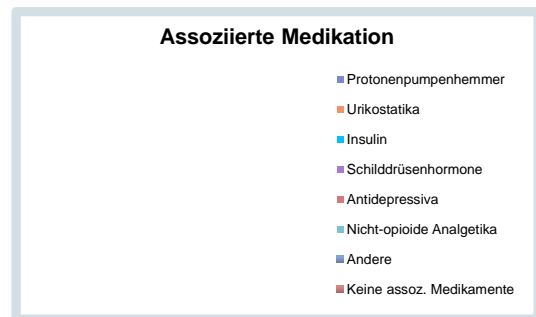 Assoziierte Medikation
Protonenpumpenhemmer
Urikostatika
Insulin
Schilddrüsenhormone
Antidepressiva
Nicht-opioide Analgetika
Andere
Keine assoz. Medikamente